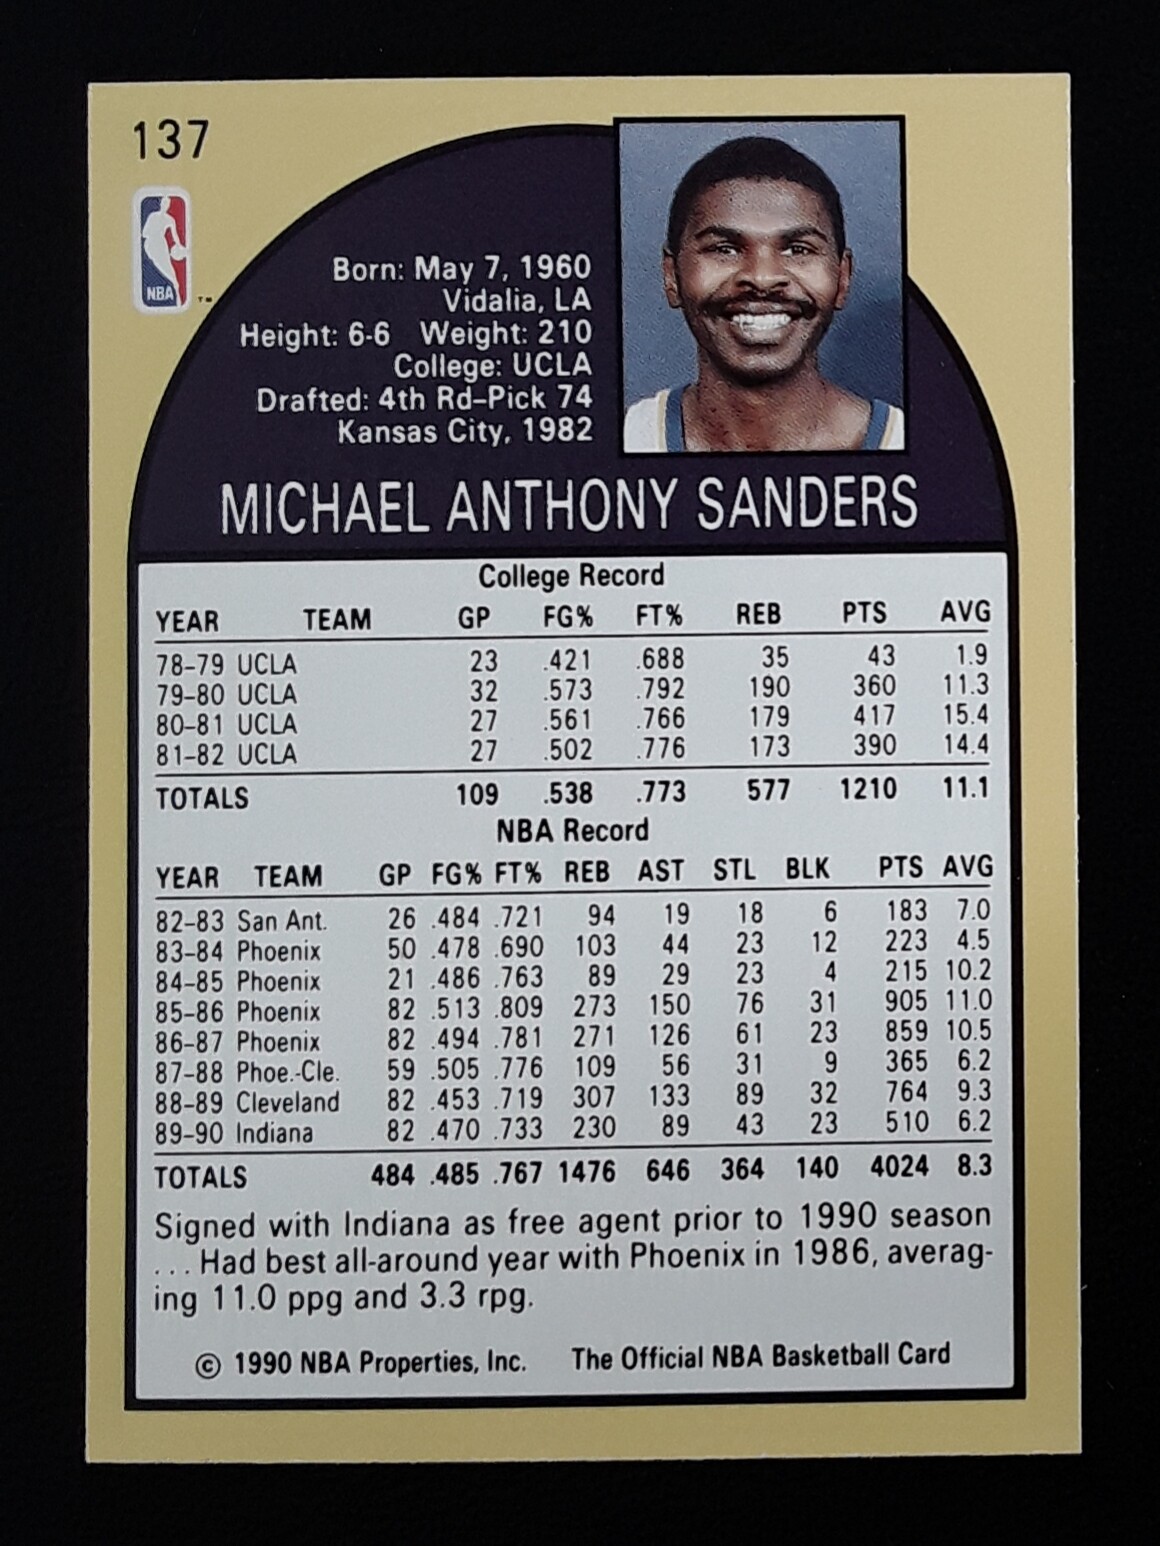 137
NBA
TM
Born: May 7, 1960
Vidalia, LA
Height: 6-6 Weight: 210
College: UCLA
Drafted: 4th Rd–Pick 74
Kansas City, 1982
MICHAEL ANTHONY SANDERS
College Record
YEAR TEAM GP FG% FT% REB PTS AVG
78–79 UCLA 23 .421 .688 35 43 1.9
79–80 UCLA 32 .573 .792 190 360 11.3
80–81 UCLA 27 .561 .766 179 417 15.4
81–82 UCLA 27 .502 .776 173 390 14.4
TOTALS 109 .538 .773 577 1210 11.1
NBA Record
YEAR TEAM GP FG% FT% REB AST STL BLK PTS AVG
82–83 San Ant. 26 .484 .721 94 19 18 6 183 7.0
83–84 Phoenix 50 .478 .690 103 44 23 12 223 4.5
84–85 Phoenix 21 .486 .763 89 29 23 4 215 10.2
85–86 Phoenix 82 .513 .809 273 150 76 31 905 11.0
86–87 Phoenix 82 .494 .781 271 126 61 23 859 10.5
87–88 Phoe.-Cle. 59 .505 .776 109 56 31 9 365 6.2
88–89 Cleveland 82 .453 .719 307 133 89 32 764 9.3
89–90 Indiana 82 .470 .733 230 89 43 23 510 6.2
TOTALS 484 .485 .767 1476 646 364 140 4024 8.3
Signed with Indiana as free agent prior to 1990 season
... Had best all-around year with Phoenix in 1986, averag-
ing 11.0 ppg and 3.3 rpg.
© 1990 NBA Properties, Inc. The Official NBA Basketball Card